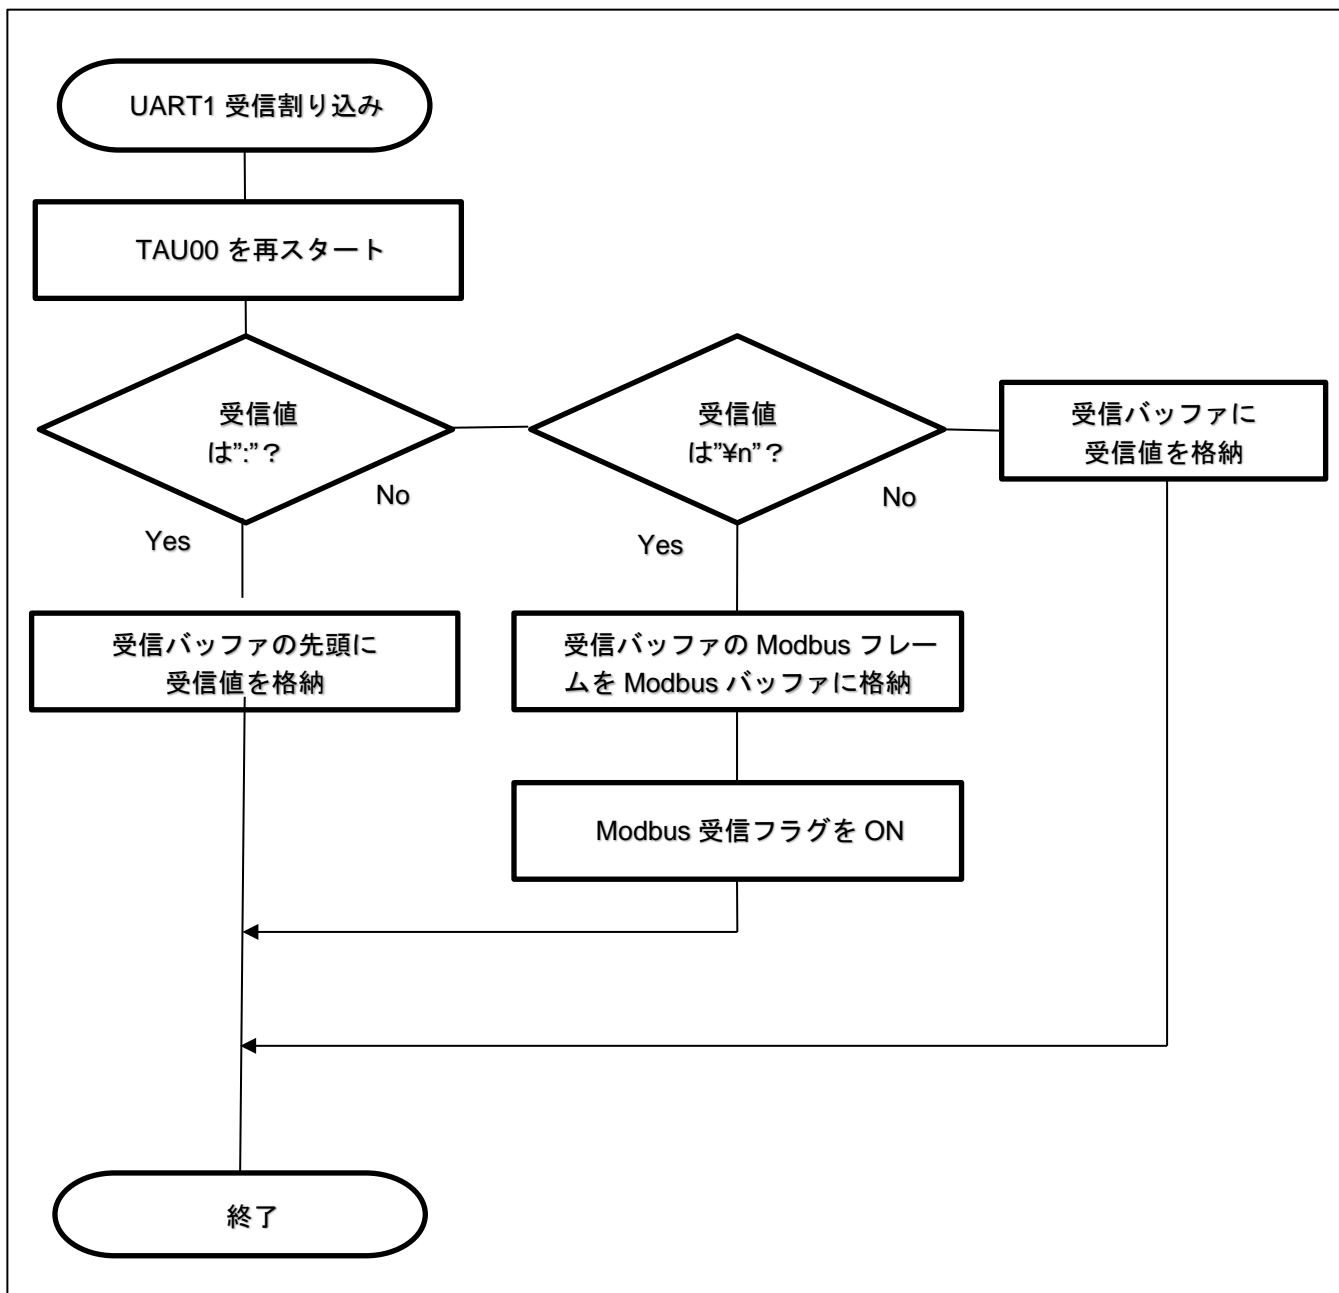 UART1 受信割り込み
TAU00 を再スタート
受信値
は”:”？
No
Yes
受信値
は”¥n”？
No
Yes
受信バッファに
受信値を格納
受信バッファの先頭に
受信値を格納
受信バッファの Modbus フレー
ムを Modbus バッファに格納
Modbus 受信フラグを ON
終了